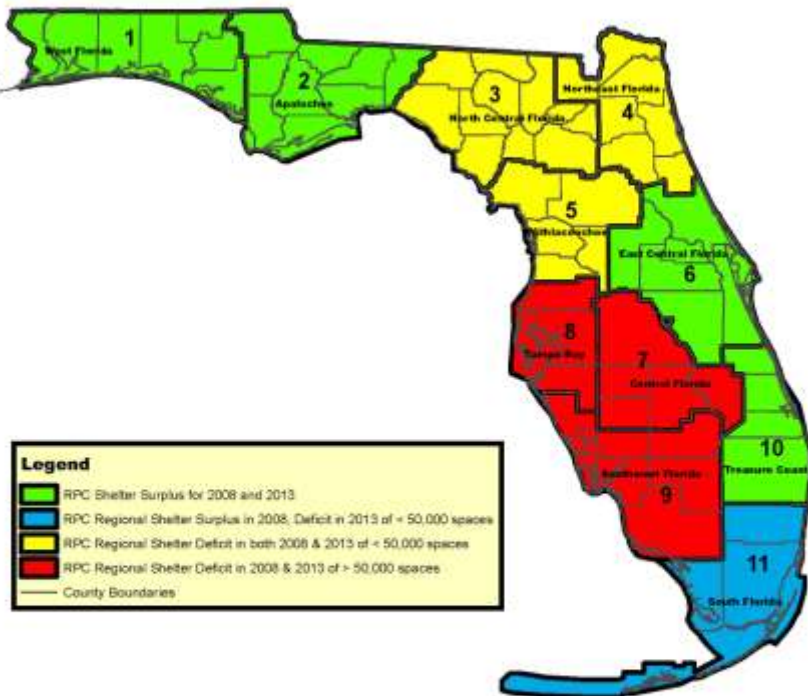 1
West Florida
2
Apalachee
3
North Central Florida
Northeast Florida
4
5
Withlacoochee
East Central Florida
6
8
Tampa Bay
7
Central Florida
Southwest Florida
9
10
Treasure Coast
11
South Florida
Legend
RPC Shelter Surplus for 2008 and 2013
RPC Regional Shelter Surplus in 2008, Deficit in 2013 of < 50,000 spaces
RPC Regional Shelter Deficit in both 2008 & 2013 of < 50,000 spaces
RPC Regional Shelter Deficit in 2008 & 2013 of > 50,000 spaces
County Boundaries